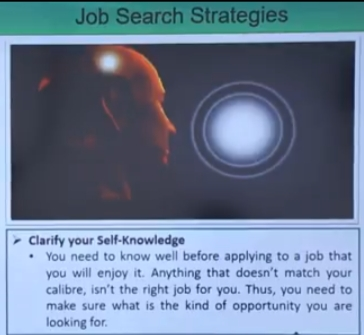 Job Search Strategies
➢ Clarify your Self-Knowledge
• You need to know well before applying to a job that
you will enjoy it. Anything that doesn't match your
calibre, isn't the right job for you. Thus, you need to
make sure what is the kind of opportunity you are
looking for.